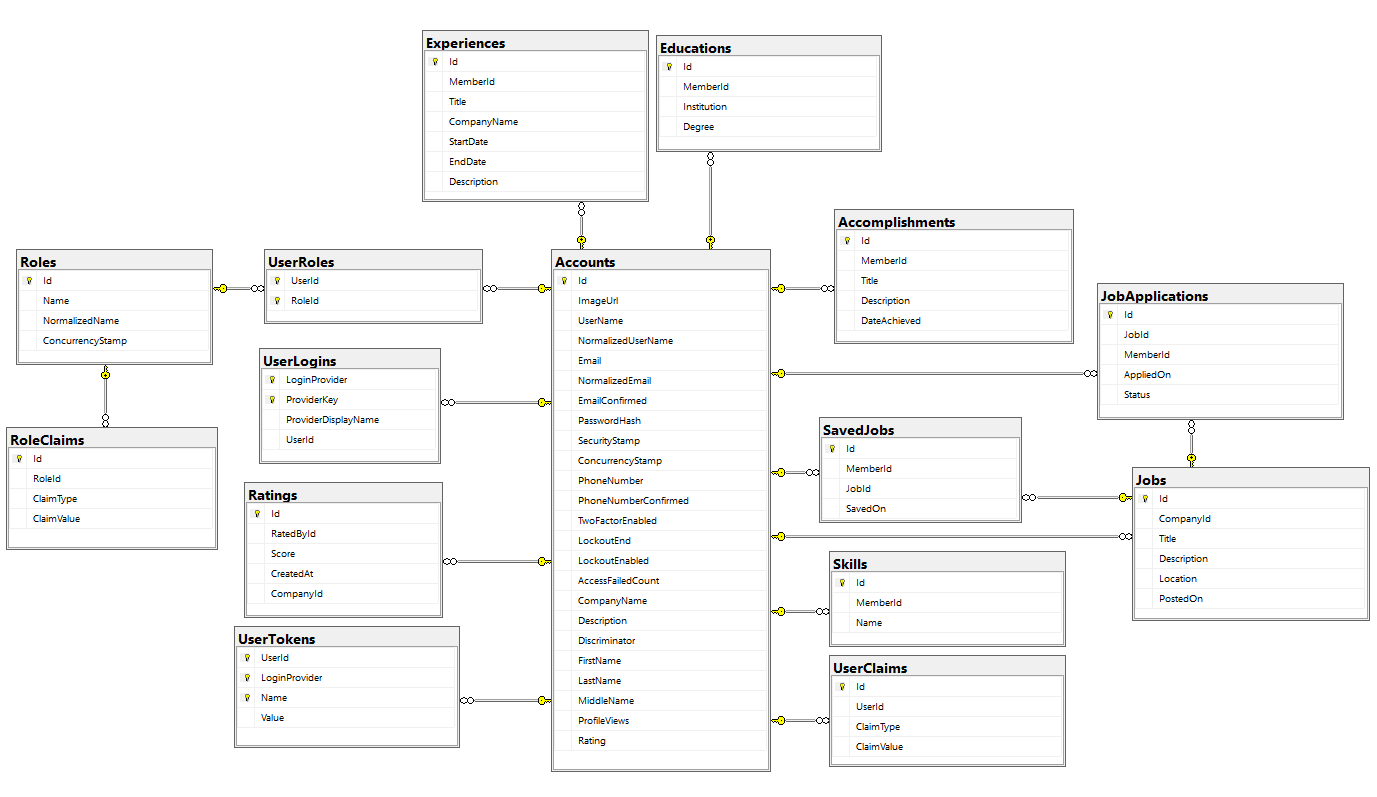 Experiences
Id
MemberId
Title
CompanyName
StartDate
EndDate
Description
Educations
Id
MemberId
Institution
Degree
Accomplishments
Id
MemberId
Title
Description
DateAchieved
Roles
Id
Name
NormalizedName
ConcurrencyStamp
UserRoles
UserId
RoleId
Accounts
Id
ImageUrl
UserName
NormalizedUserName
Email
NormalizedEmail
EmailConfirmed
PasswordHash
SecurityStamp
ConcurrencyStamp
PhoneNumber
PhoneNumberConfirmed
TwoFactorEnabled
LockoutEnd
LockoutEnabled
AccessFailedCount
CompanyName
Description
Discriminator
FirstName
LastName
MiddleName
ProfileViews
Rating
JobApplications
Id
JobId
MemberId
AppliedOn
Status
UserLogins
LoginProvider
ProviderKey
ProviderDisplayName
UserId
RoleClaims
Id
RoleId
ClaimType
ClaimValue
SavedJobs
Id
MemberId
JobId
SavedOn
Jobs
Id
CompanyId
Title
Description
Location
PostedOn
Ratings
Id
RatedById
Score
CreatedAt
CompanyId
Skills
Id
MemberId
Name
UserTokens
UserId
LoginProvider
Name
Value
UserClaims
Id
UserId
ClaimType
ClaimValue